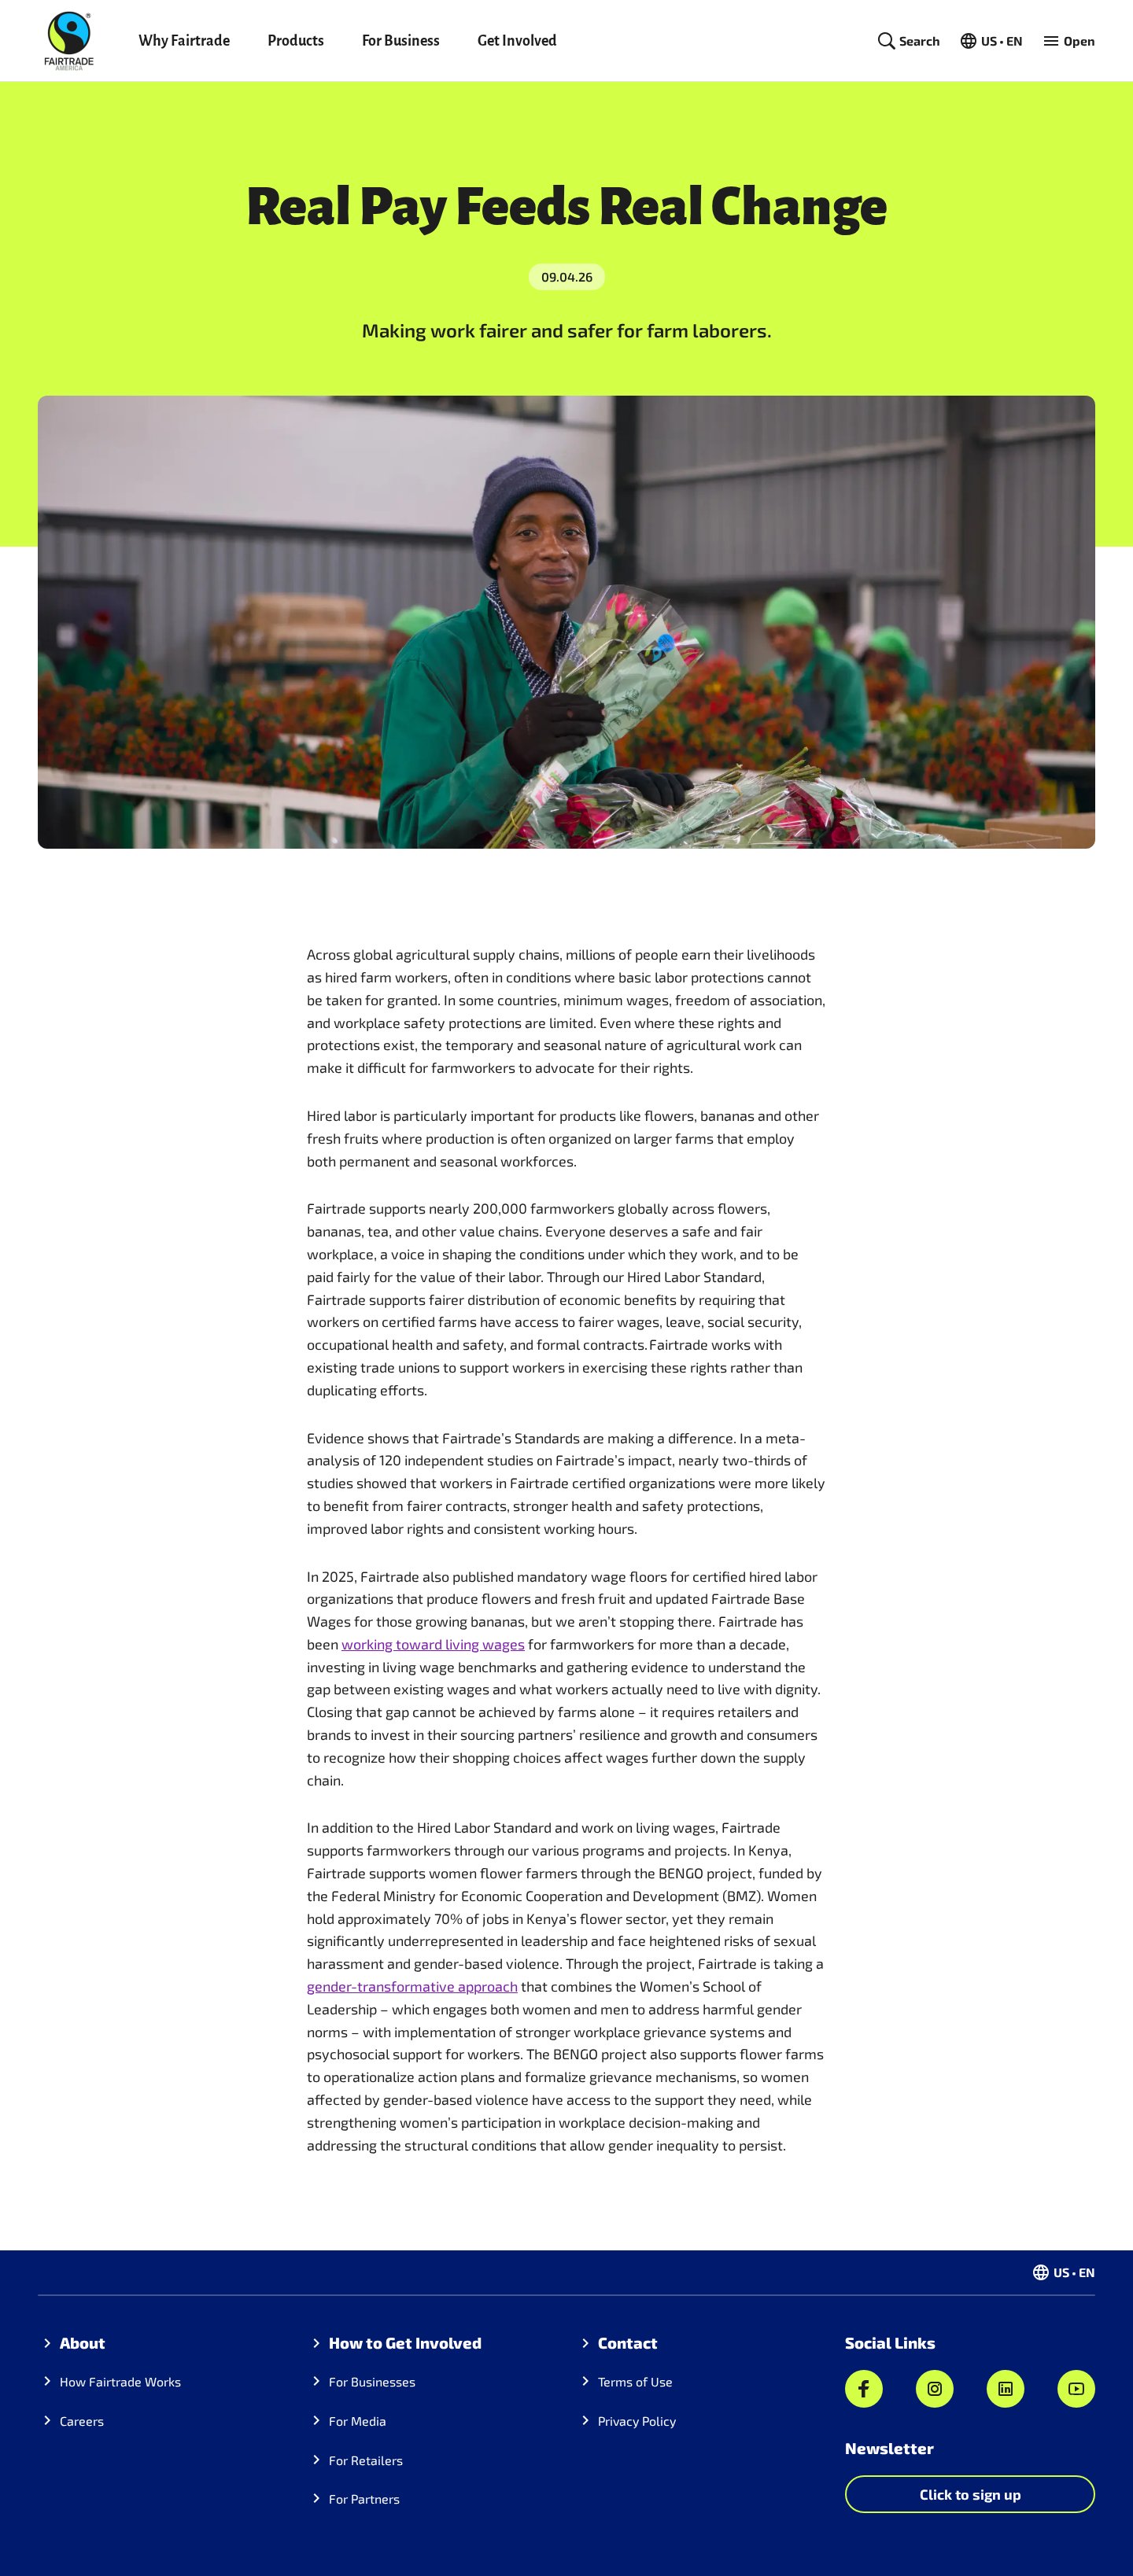 FAIRTRADE
AMERICA
Why Fairtrade
Products
For Business
Get Involved
Search
US • EN
Open
Real Pay Feeds Real Change
09.04.26
Making work fairer and safer for farm laborers.
Across global agricultural supply chains, millions of people earn their livelihoods
as hired farm workers, often in conditions where basic labor protections cannot
be taken for granted. In some countries, minimum wages, freedom of association,
and workplace safety protections are limited. Even where these rights and
protections exist, the temporary and seasonal nature of agricultural work can
make it difficult for farmworkers to advocate for their rights.
Hired labor is particularly important for products like flowers, bananas and other
fresh fruits where production is often organized on larger farms that employ
both permanent and seasonal workforces.
Fairtrade supports nearly 200,000 farmworkers globally across flowers,
bananas, tea, and other value chains. Everyone deserves a safe and fair
workplace, a voice in shaping the conditions under which they work, and to be
paid fairly for the value of their labor. Through our Hired Labor Standard,
Fairtrade supports fairer distribution of economic benefits by requiring that
workers on certified farms have access to fairer wages, leave, social security,
occupational health and safety, and formal contracts. Fairtrade works with
existing trade unions to support workers in exercising these rights rather than
duplicating efforts.
Evidence shows that Fairtrade’s Standards are making a difference. In a meta-
analysis of 120 independent studies on Fairtrade’s impact, nearly two-thirds of
studies showed that workers in Fairtrade certified organizations were more likely
to benefit from fairer contracts, stronger health and safety protections,
improved labor rights and consistent working hours.
In 2025, Fairtrade also published mandatory wage floors for certified hired labor
organizations that produce flowers and fresh fruit and updated Fairtrade Base
Wages for those growing bananas, but we aren’t stopping there. Fairtrade has
been working toward living wages for farmworkers for more than a decade,
investing in living wage benchmarks and gathering evidence to understand the
gap between existing wages and what workers actually need to live with dignity.
Closing that gap cannot be achieved by farms alone – it requires retailers and
brands to invest in their sourcing partners’ resilience and growth and consumers
to recognize how their shopping choices affect wages further down the supply
chain.
In addition to the Hired Labor Standard and work on living wages, Fairtrade
supports farmworkers through our various programs and projects. In Kenya,
Fairtrade supports women flower farmers through the BENGO project, funded by
the Federal Ministry for Economic Cooperation and Development (BMZ). Women
hold approximately 70% of jobs in Kenya’s flower sector, yet they remain
significantly underrepresented in leadership and face heightened risks of sexual
harassment and gender-based violence. Through the project, Fairtrade is taking a
gender-transformative approach that combines the Women’s School of
Leadership – which engages both women and men to address harmful gender
norms – with implementation of stronger workplace grievance systems and
psychosocial support for workers. The BENGO project also supports flower farms
to operationalize action plans and formalize grievance mechanisms, so women
affected by gender-based violence have access to the support they need, while
strengthening women’s participation in workplace decision-making and
addressing the structural conditions that allow gender inequality to persist.
US • EN
About
How Fairtrade Works
Careers
How to Get Involved
For Businesses
For Media
For Retailers
For Partners
Contact
Terms of Use
Privacy Policy
Social Links
Newsletter
Click to sign up